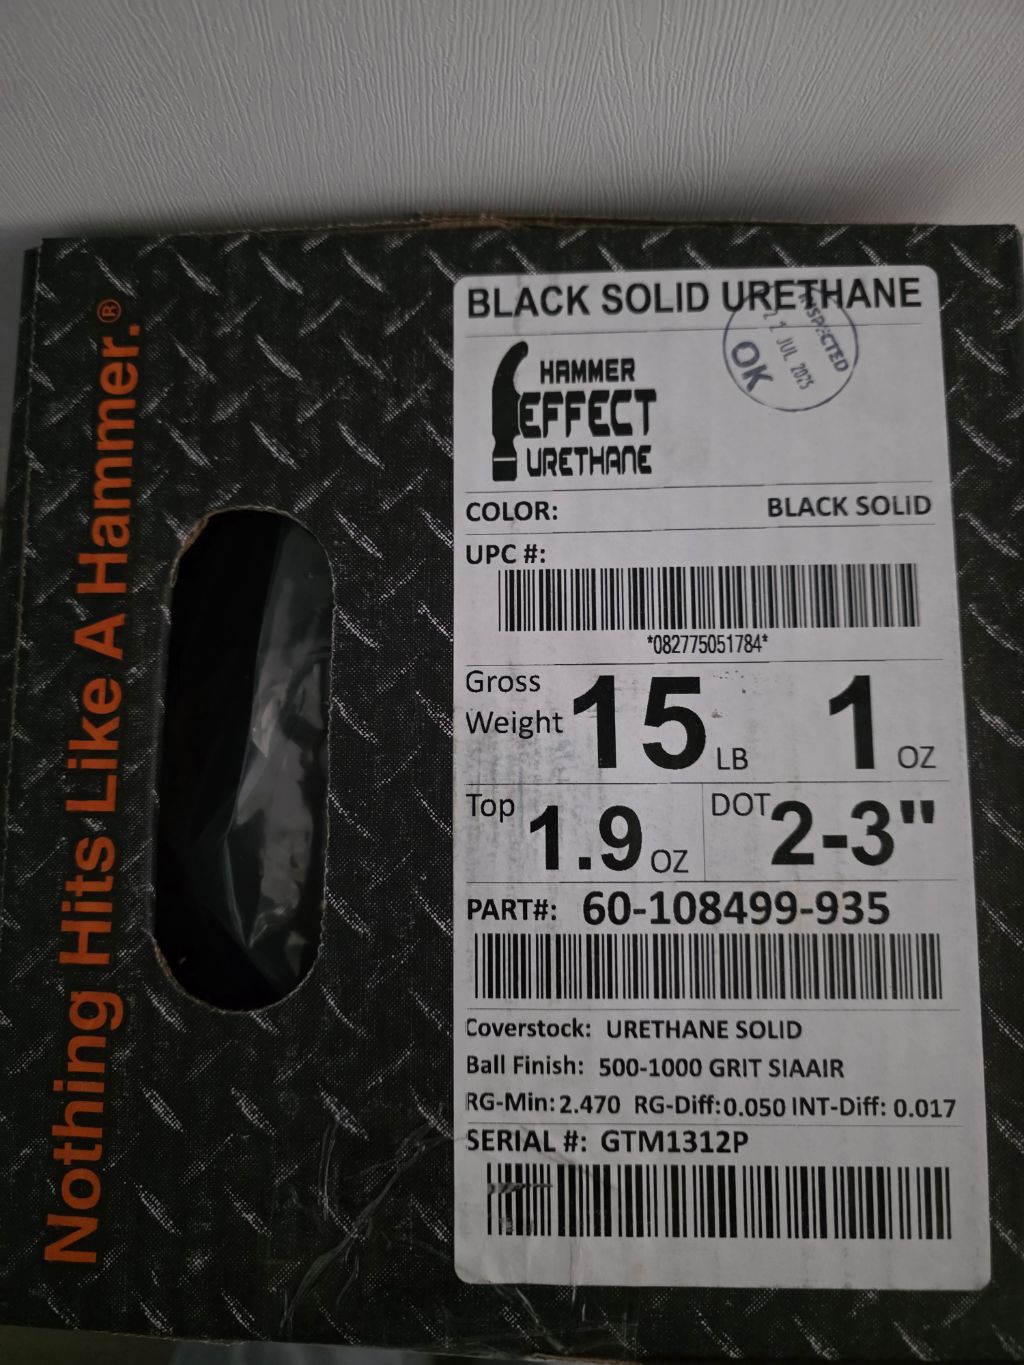 Nothing Hits Like A Hammer.®
BLACK SOLID URETHANE
INSPECTED
21 JUL 2025
OK
HAMMER
EFFECT
URETHANE
COLOR: BLACK SOLID
UPC #:
*082775051784*
Gross
Weight 15 LB 1 OZ
Top 1.9 OZ DOT 2-3"
PART#: 60-108499-935
Coverstock: URETHANE SOLID
Ball Finish: 500-1000 GRIT SIAAIR
RG-Min: 2.470 RG-Diff:0.050 INT-Diff: 0.017
SERIAL #: GTM1312P